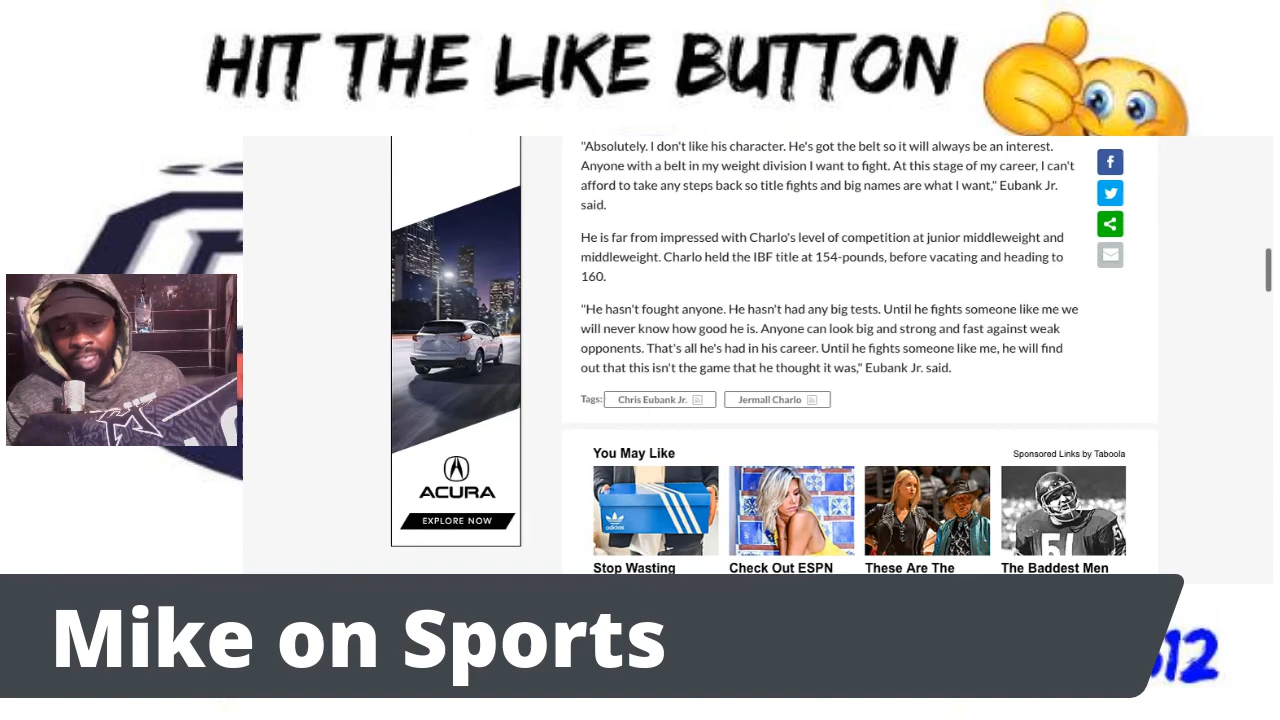 HIT THE LIKE BUTTON
"Absolutely. I don't like his character. He's got the belt so it will always be an interest.
Anyone with a belt in my weight division I want to fight. At this stage of my career, I can't
afford to take any steps back so title fights and big names are what I want," Eubank Jr.
said.
He is far from impressed with Charlo's level of competition at junior middleweight and
middleweight. Charlo held the IBF title at 154-pounds, before vacating and heading to
160.
"He hasn't fought anyone. He hasn't had any big tests. Until he fights someone like me we
will never know how good he is. Anyone can look big and strong and fast against weak
opponents. That's all he's had in his career. Until he fights someone like me, he will find
out that this isn't the game that he thought it was," Eubank Jr. said.
Tags: Chris Eubank Jr. Jermall Charlo
ACURA
EXPLORE NOW
You May Like
Sponsored Links by Taboola
adidas
51
Stop Wasting
Check Out ESPN
These Are The
The Baddest Men
Mike on Sports
12